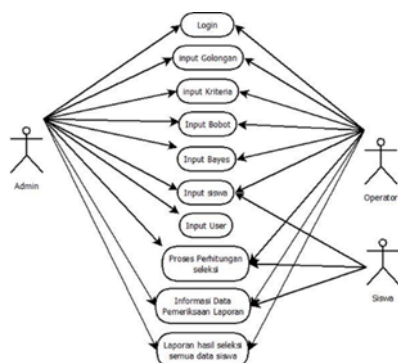 Login
input Golongan
input Kriteria
Input Bobot
Input Bayes
Input siswa
Input User
Proses Perhitungan
seleksi
Informasi Data
Pemeriksaan Laporan
Laporan hasil seleksi
semua data siswa
Admin
Operator
Siswa